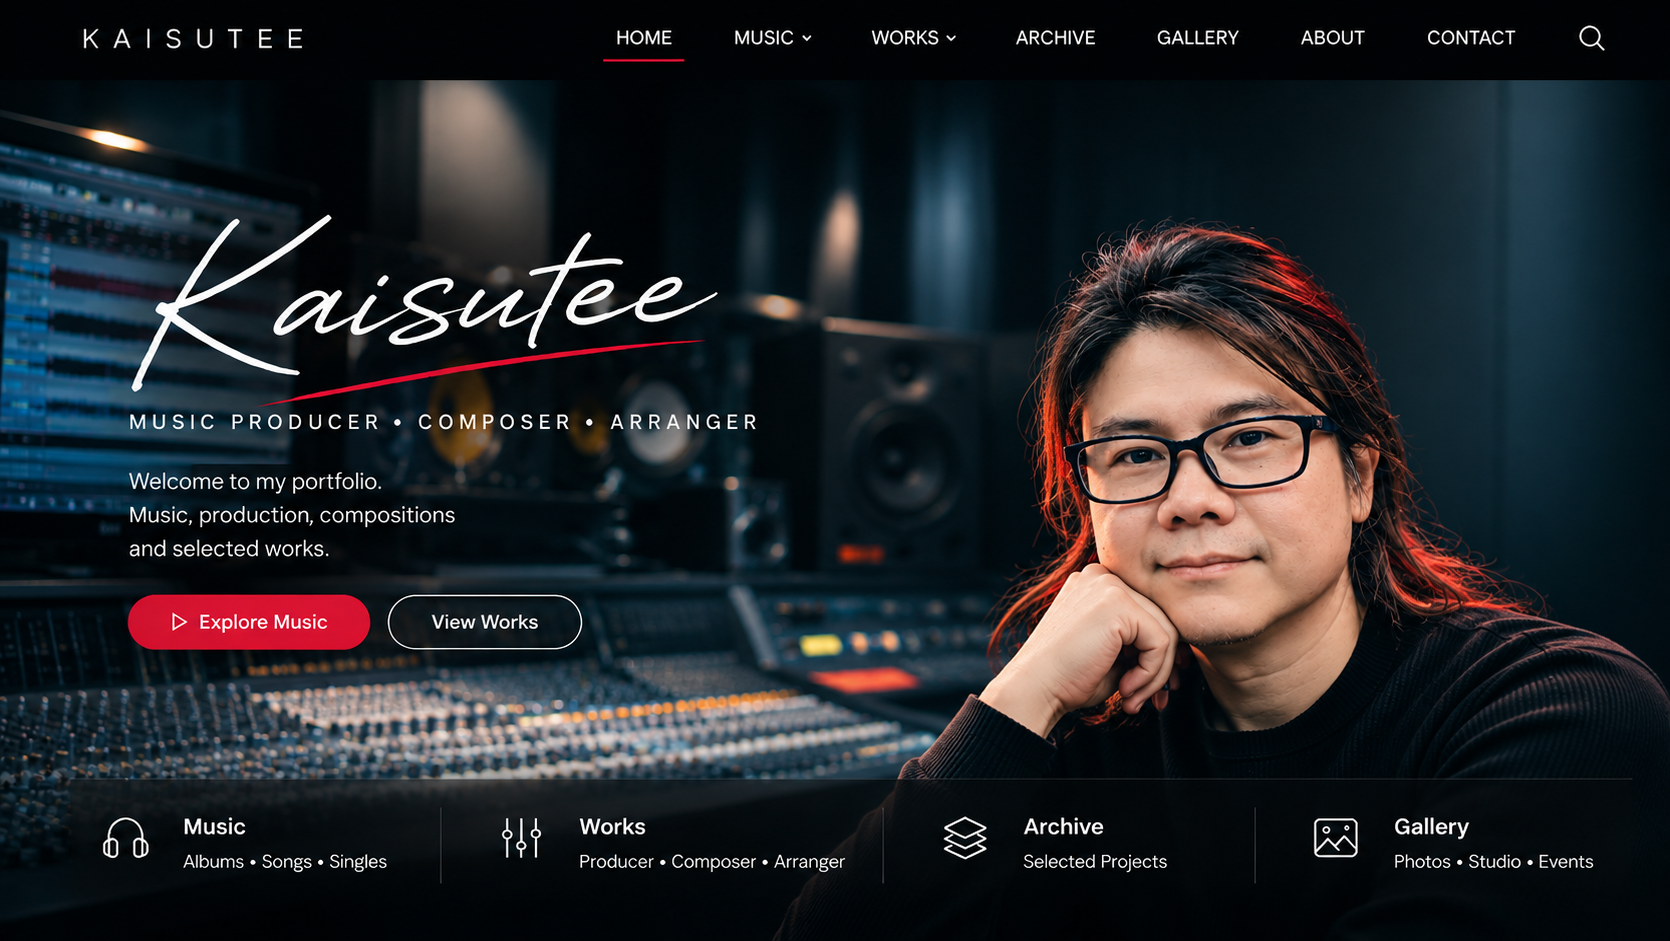 KAISUTEE
HOME
MUSIC
WORKS
ARCHIVE
GALLERY
ABOUT
CONTACT
Kaisutee
MUSIC PRODUCER • COMPOSER • ARRANGER
Welcome to my portfolio.
Music, production, compositions
and selected works.
Explore Music
View Works
Music
Albums • Songs • Singles
Works
Producer • Composer • Arranger
Archive
Selected Projects
Gallery
Photos • Studio • Events